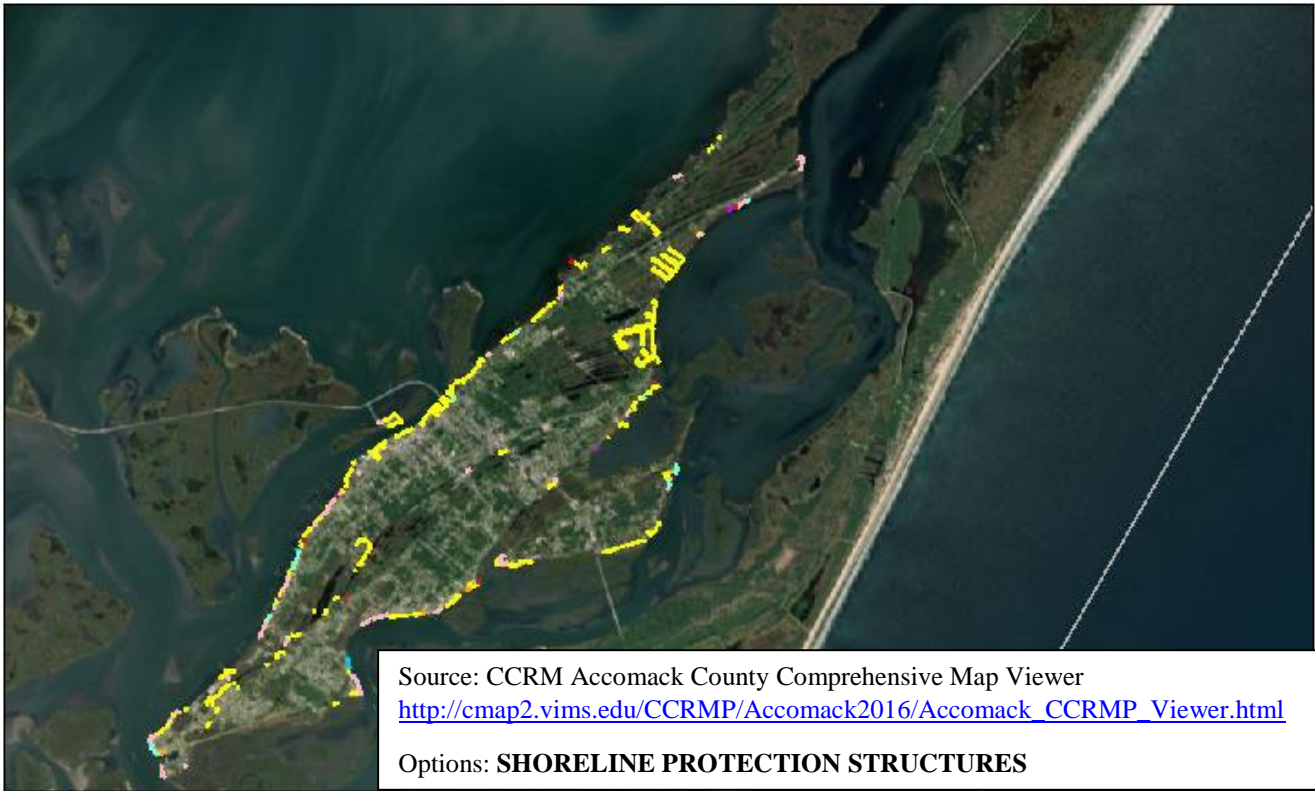 Source: CCRM Accomack County Comprehensive Map Viewer
http://cmap2.vims.edu/CCRMP/Accomack2016/Accomack_CCRMP_Viewer.html
Options: SHORELINE PROTECTION STRUCTURES